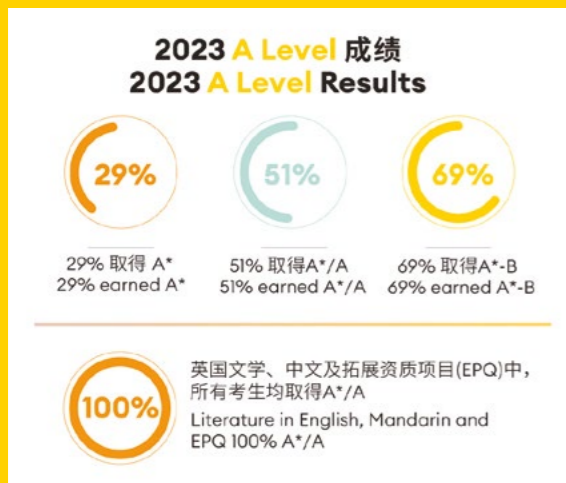 2023 A Level 成绩
2023 A Level Results
29%
51%
69%
29% 取得 A*
29% earned A*
51% 取得A*/A
51% earned A*/A
69% 取得A*-B
69% earned A*-B
100%
英国文学、中文及拓展资质项目(EPQ)中，
所有考生均取得A*/A
Literature in English, Mandarin and
EPQ 100% A*/A